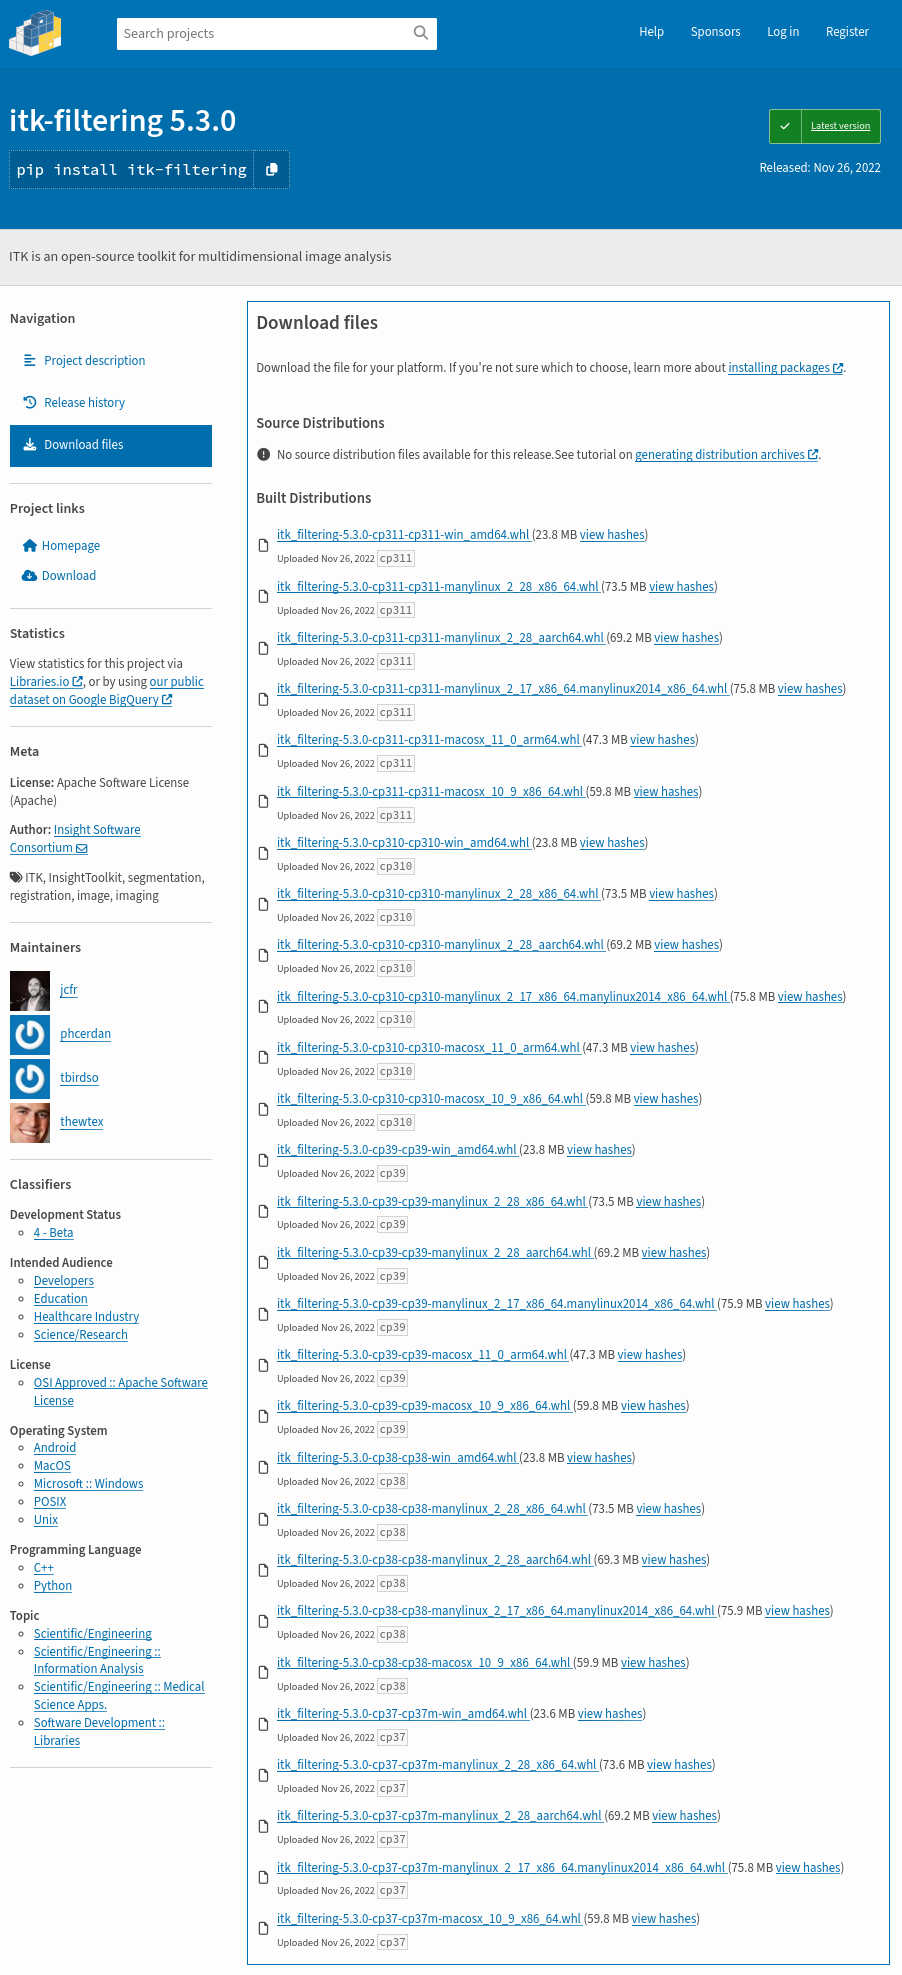 Search projects
Help
Sponsors
Log in
Register
itk-filtering 5.3.0
pip install itk-filtering
Latest version
Released: Nov 26, 2022
ITK is an open-source toolkit for multidimensional image analysis
Navigation
Project description
Release history
Download files
Project links
Homepage
Download
Statistics
View statistics for this project via
Libraries.io, or by using our public
dataset on Google BigQuery
Meta
License: Apache Software License
(Apache)
Author: Insight Software
Consortium
ITK, InsightToolkit, segmentation,
registration, image, imaging
Maintainers
jcfr
phcerdan
tbirdso
thewtex
Classifiers
Development Status
4 - Beta
Intended Audience
Developers
Education
Healthcare Industry
Science/Research
License
OSI Approved :: Apache Software
License
Operating System
Android
MacOS
Microsoft :: Windows
POSIX
Unix
Programming Language
C++
Python
Topic
Scientific/Engineering
Scientific/Engineering ::
Information Analysis
Scientific/Engineering :: Medical
Science Apps.
Software Development ::
Libraries
Download files
Download the file for your platform. If you're not sure which to choose, learn more about installing packages.
Source Distributions
No source distribution files available for this release.See tutorial on generating distribution archives.
Built Distributions
itk_filtering-5.3.0-cp311-cp311-win_amd64.whl (23.8 MB view hashes)
Uploaded Nov 26, 2022 cp311
itk_filtering-5.3.0-cp311-cp311-manylinux_2_28_x86_64.whl (73.5 MB view hashes)
Uploaded Nov 26, 2022 cp311
itk_filtering-5.3.0-cp311-cp311-manylinux_2_28_aarch64.whl (69.2 MB view hashes)
Uploaded Nov 26, 2022 cp311
itk_filtering-5.3.0-cp311-cp311-manylinux_2_17_x86_64.manylinux2014_x86_64.whl (75.8 MB view hashes)
Uploaded Nov 26, 2022 cp311
itk_filtering-5.3.0-cp311-cp311-macosx_11_0_arm64.whl (47.3 MB view hashes)
Uploaded Nov 26, 2022 cp311
itk_filtering-5.3.0-cp311-cp311-macosx_10_9_x86_64.whl (59.8 MB view hashes)
Uploaded Nov 26, 2022 cp311
itk_filtering-5.3.0-cp310-cp310-win_amd64.whl (23.8 MB view hashes)
Uploaded Nov 26, 2022 cp310
itk_filtering-5.3.0-cp310-cp310-manylinux_2_28_x86_64.whl (73.5 MB view hashes)
Uploaded Nov 26, 2022 cp310
itk_filtering-5.3.0-cp310-cp310-manylinux_2_28_aarch64.whl (69.2 MB view hashes)
Uploaded Nov 26, 2022 cp310
itk_filtering-5.3.0-cp310-cp310-manylinux_2_17_x86_64.manylinux2014_x86_64.whl (75.8 MB view hashes)
Uploaded Nov 26, 2022 cp310
itk_filtering-5.3.0-cp310-cp310-macosx_11_0_arm64.whl (47.3 MB view hashes)
Uploaded Nov 26, 2022 cp310
itk_filtering-5.3.0-cp310-cp310-macosx_10_9_x86_64.whl (59.8 MB view hashes)
Uploaded Nov 26, 2022 cp310
itk_filtering-5.3.0-cp39-cp39-win_amd64.whl (23.8 MB view hashes)
Uploaded Nov 26, 2022 cp39
itk_filtering-5.3.0-cp39-cp39-manylinux_2_28_x86_64.whl (73.5 MB view hashes)
Uploaded Nov 26, 2022 cp39
itk_filtering-5.3.0-cp39-cp39-manylinux_2_28_aarch64.whl (69.2 MB view hashes)
Uploaded Nov 26, 2022 cp39
itk_filtering-5.3.0-cp39-cp39-manylinux_2_17_x86_64.manylinux2014_x86_64.whl (75.9 MB view hashes)
Uploaded Nov 26, 2022 cp39
itk_filtering-5.3.0-cp39-cp39-macosx_11_0_arm64.whl (47.3 MB view hashes)
Uploaded Nov 26, 2022 cp39
itk_filtering-5.3.0-cp39-cp39-macosx_10_9_x86_64.whl (59.8 MB view hashes)
Uploaded Nov 26, 2022 cp39
itk_filtering-5.3.0-cp38-cp38-win_amd64.whl (23.8 MB view hashes)
Uploaded Nov 26, 2022 cp38
itk_filtering-5.3.0-cp38-cp38-manylinux_2_28_x86_64.whl (73.5 MB view hashes)
Uploaded Nov 26, 2022 cp38
itk_filtering-5.3.0-cp38-cp38-manylinux_2_28_aarch64.whl (69.3 MB view hashes)
Uploaded Nov 26, 2022 cp38
itk_filtering-5.3.0-cp38-cp38-manylinux_2_17_x86_64.manylinux2014_x86_64.whl (75.9 MB view hashes)
Uploaded Nov 26, 2022 cp38
itk_filtering-5.3.0-cp38-cp38-macosx_10_9_x86_64.whl (59.9 MB view hashes)
Uploaded Nov 26, 2022 cp38
itk_filtering-5.3.0-cp37-cp37m-win_amd64.whl (23.6 MB view hashes)
Uploaded Nov 26, 2022 cp37
itk_filtering-5.3.0-cp37-cp37m-manylinux_2_28_x86_64.whl (73.6 MB view hashes)
Uploaded Nov 26, 2022 cp37
itk_filtering-5.3.0-cp37-cp37m-manylinux_2_28_aarch64.whl (69.2 MB view hashes)
Uploaded Nov 26, 2022 cp37
itk_filtering-5.3.0-cp37-cp37m-manylinux_2_17_x86_64.manylinux2014_x86_64.whl (75.8 MB view hashes)
Uploaded Nov 26, 2022 cp37
itk_filtering-5.3.0-cp37-cp37m-macosx_10_9_x86_64.whl (59.8 MB view hashes)
Uploaded Nov 26, 2022 cp37